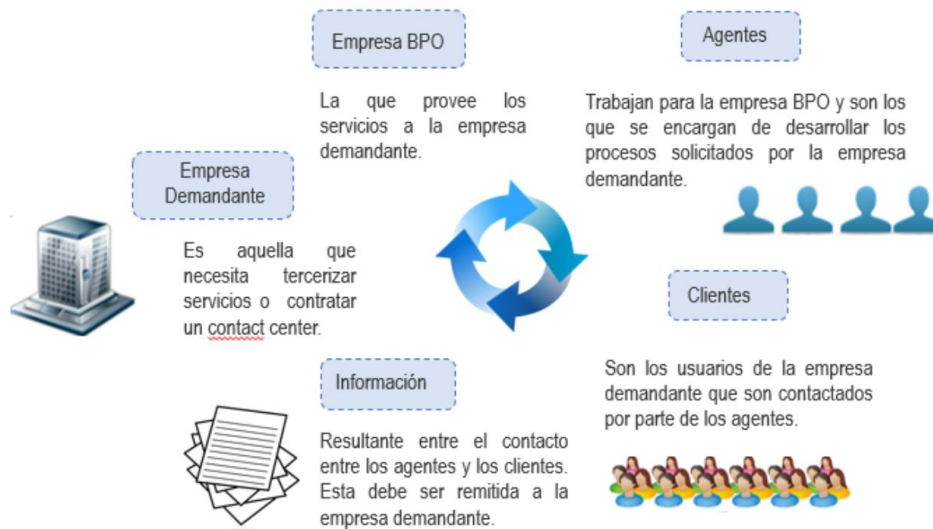 Empresa BPO
La que provee los
servicios a la empresa
demandante.
Agentes
Trabajan para la empresa BPO y son los
que se encargan de desarrollar los
procesos solicitados por la empresa
demandante.
Empresa
Demandante
Es aquella que
necesita tercerizar
servicios o contratar
un contact center.
Clientes
Son los usuarios de la empresa
demandante que son contactados
por parte de los agentes.
Información
Resultante entre el contacto
entre los agentes y los clientes.
Esta debe ser remitida a la
empresa demandante.